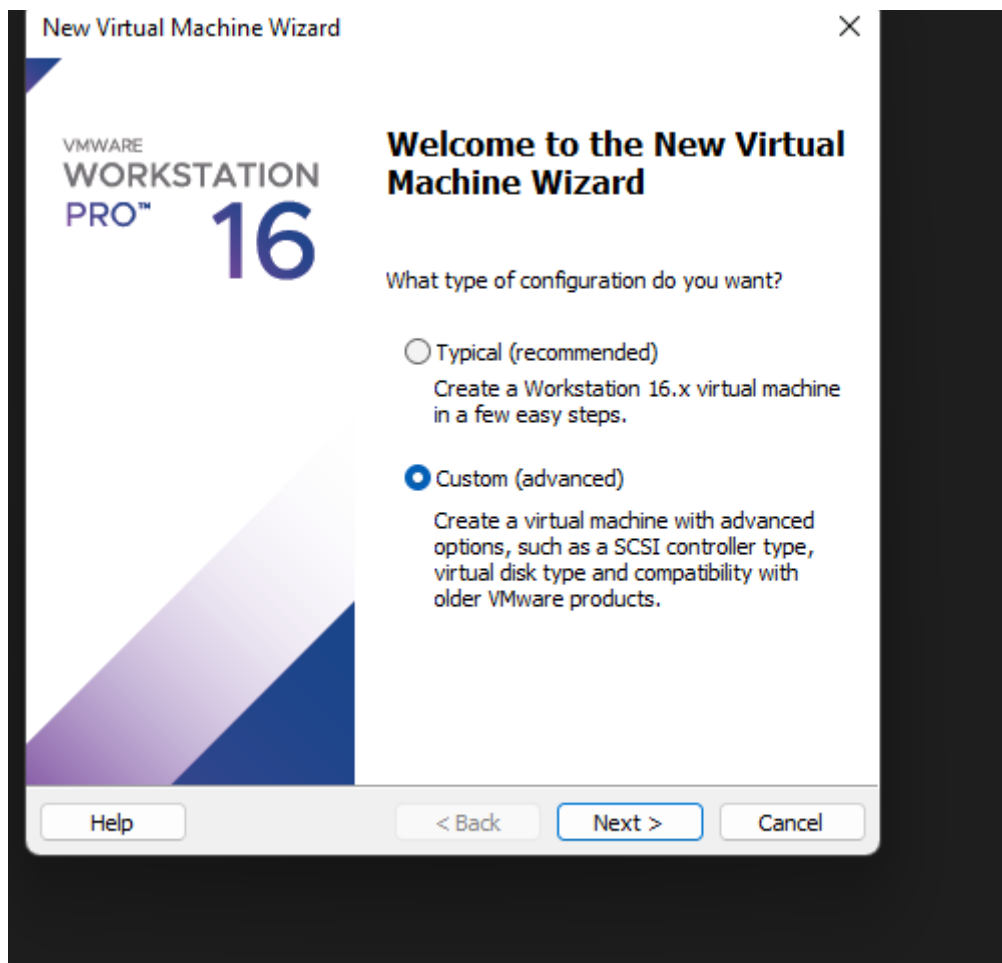 New Virtual Machine Wizard
VMWARE
WORKSTATION
PRO™ 16
Welcome to the New Virtual
Machine Wizard
What type of configuration do you want?
Typical (recommended)
Create a Workstation 16.x virtual machine
in a few easy steps.
Custom (advanced)
Create a virtual machine with advanced
options, such as a SCSI controller type,
virtual disk type and compatibility with
older VMware products.
Help
< Back
Next >
Cancel